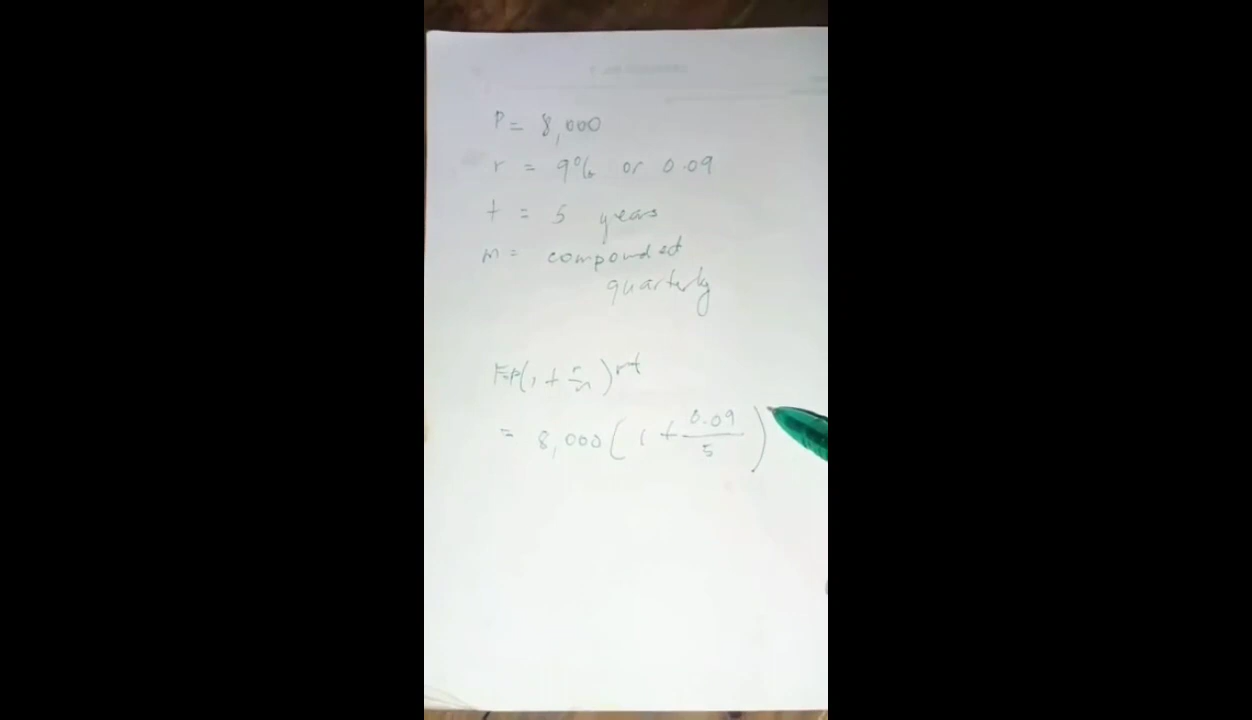 P = 8,000
r = 9% or 0.09
t = 5 years
m = compounded
quarterly
F=P(1 + r/m)^mt
= 8,000(1 + 0.09/5)